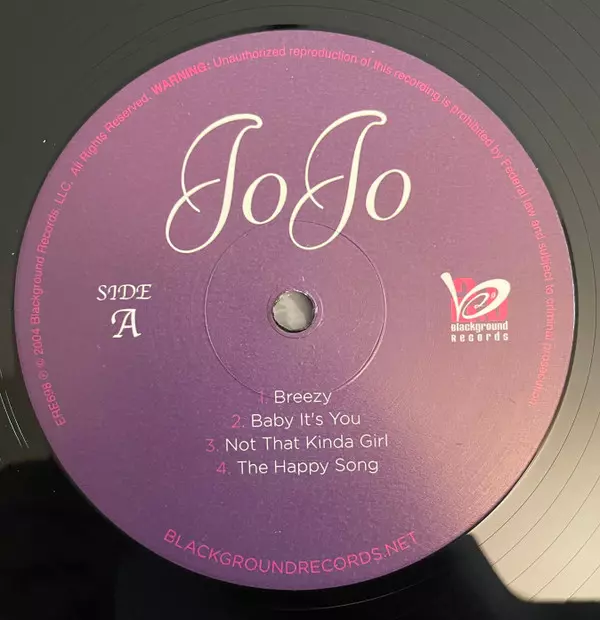 ERE698 ℗ © 2004 Blackground Records, LLC. All Rights Reserved. WARNING: Unauthorized reproduction of this recording is prohibited by Federal law and subject to criminal prosecution.
JoJo
SIDE
A
Blackground
Records
1. Breezy
2. Baby It's You
3. Not That Kinda Girl
4. The Happy Song
BLACKGROUNDRECORDS.NET